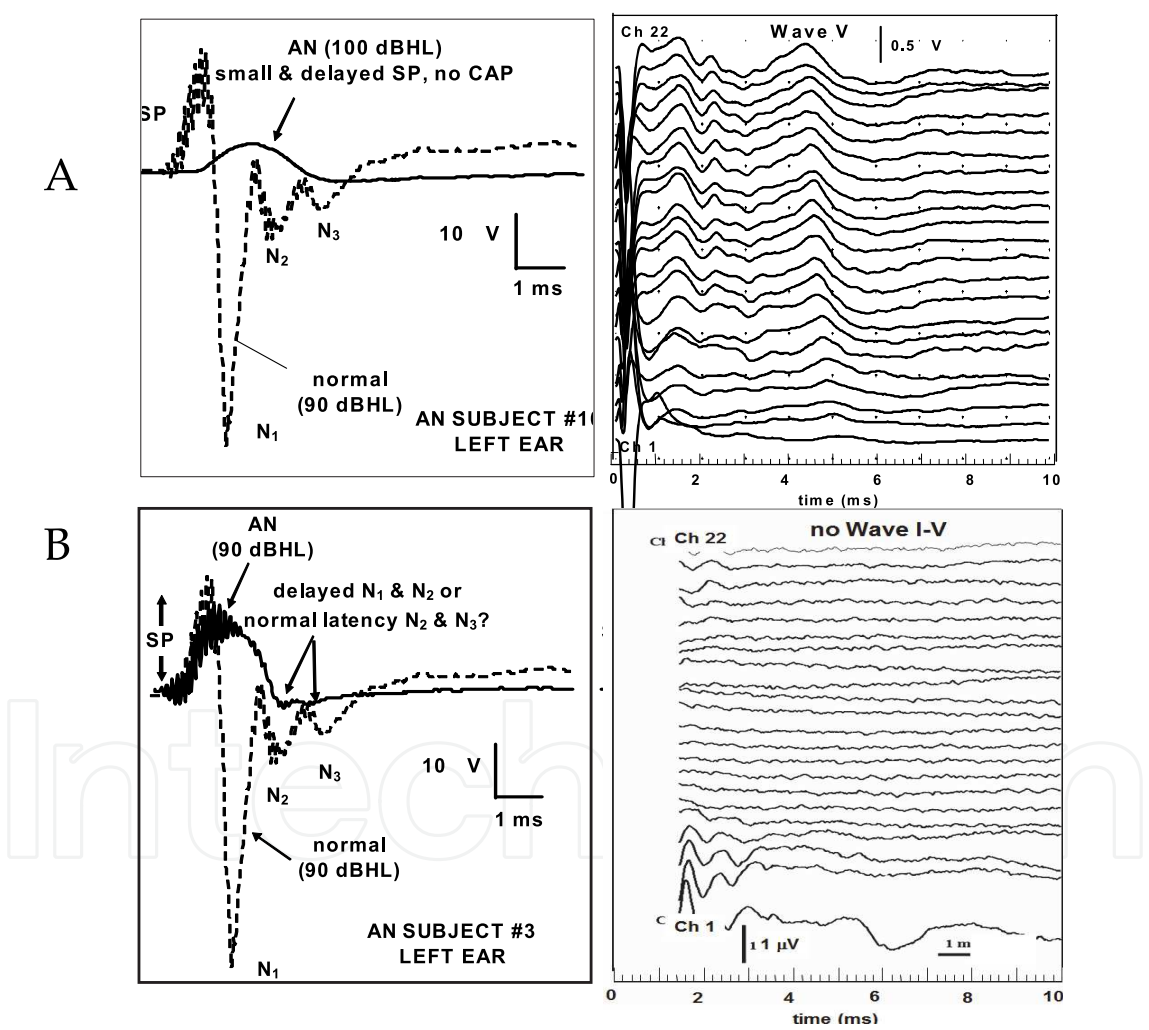 A
AN (100 dBHL)
small & delayed SP, no CAP
SP
N1
N2
N3
10 V
1 ms
normal
(90 dBHL)
AN SUBJECT #10
LEFT EAR
Ch 22
Wave V
0.5 V
Ch 1
0 2 4 6 8 10
time (ms)
B
AN
(90 dBHL)
delayed N1 & N2 or
normal latency N2 & N3?
SP
N3
N2
10 V
1 ms
normal
(90 dBHL)
N1
AN SUBJECT #3
LEFT EAR
no Wave I-V
Ch 22
Ch 1
1 µV
1 m
0 2 4 6 8 10
time (ms)